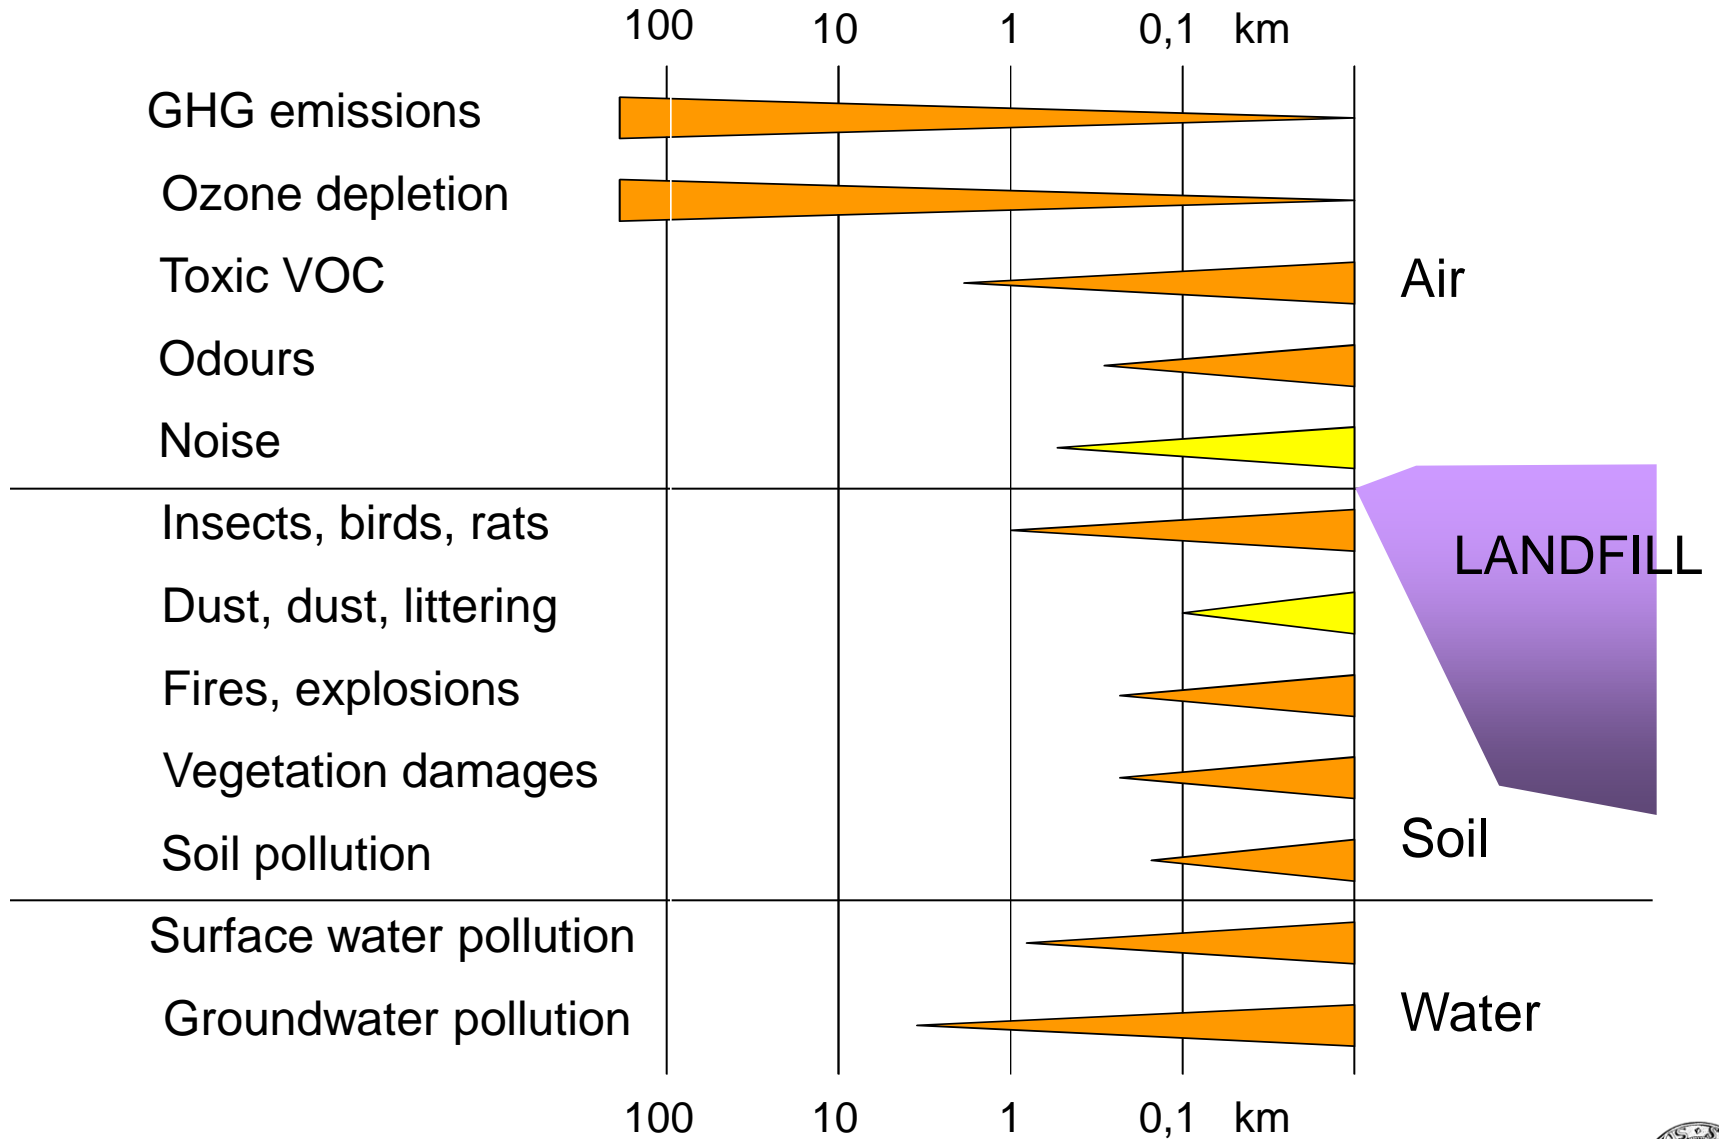 100 10 1 0,1 km
GHG emissions
Ozone depletion
Toxic VOC
Air
Odours
Noise
Insects, birds, rats
LANDFILL
Dust, dust, littering
Fires, explosions
Vegetation damages
Soil pollution
Soil
Surface water pollution
Groundwater pollution
Water
100 10 1 0,1 km